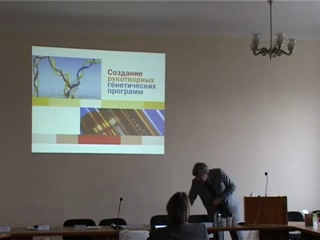 Создание
рукотворных
генетических
программ